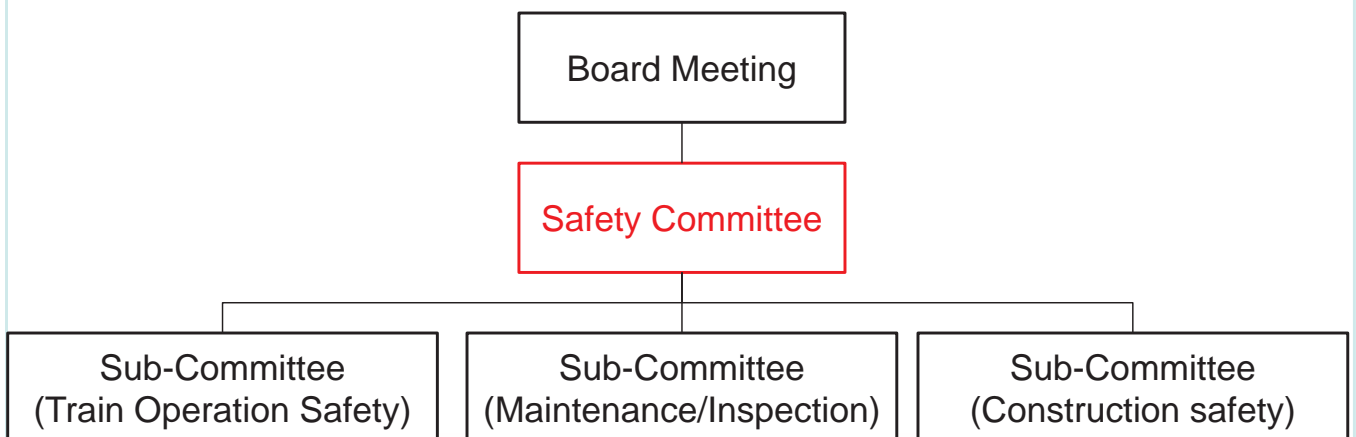 Board Meeting
Safety Committee
Sub-Committee
(Train Operation Safety)
Sub-Committee
(Maintenance/Inspection)
Sub-Committee
(Construction safety)